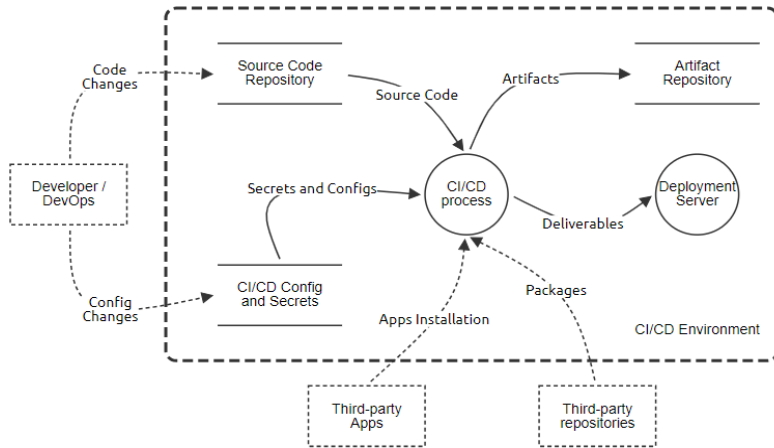 Code
Changes
Source Code
Repository
Artifacts
Artifact
Repository
Source Code
Developer /
DevOps
Secrets and Configs
CI/CD
process
Deployment
Server
Deliverables
Config
Changes
CI/CD Config
and Secrets
Packages
Apps Installation
CI/CD Environment
Third-party
Apps
Third-party
repositories